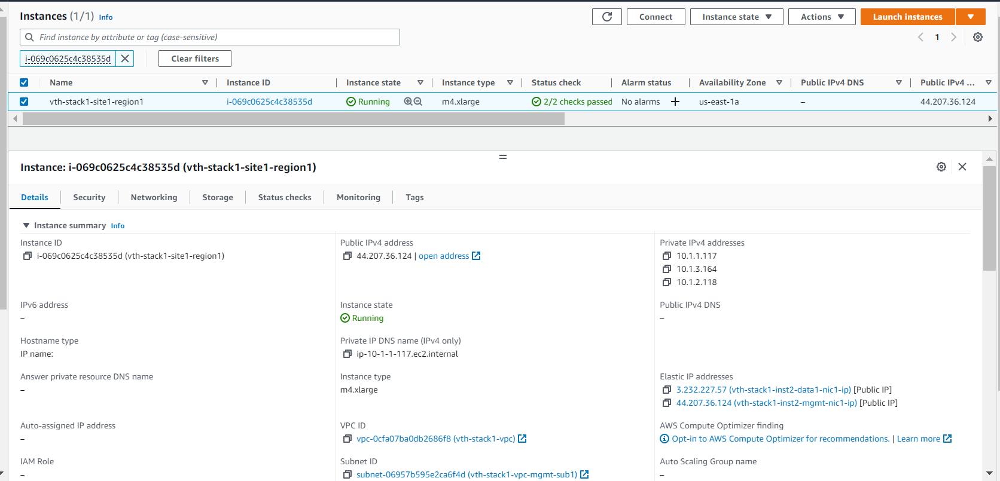 Instances (1/1) Info
Connect Instance state Actions Launch instances
Find instance by attribute or tag (case-sensitive)
1
i-069c0625c4c38535d Clear filters
Name Instance ID Instance state Instance type Status check Alarm status Availability Zone Public IPv4 DNS Public IPv4 ...
vth-stack1-site1-region1 i-069c0625c4c38535d Running m4.xlarge 2/2 checks passed No alarms + us-east-1a – 44.207.36.124
Instance: i-069c0625c4c38535d (vth-stack1-site1-region1)
Details Security Networking Storage Status checks Monitoring Tags
Instance summary Info
Instance ID Public IPv4 address Private IPv4 addresses
i-069c0625c4c38535d (vth-stack1-site1-region1) 44.207.36.124 | open address 10.1.1.117
10.1.3.164
10.1.2.118
IPv6 address Instance state Public IPv4 DNS
– Running –
Hostname type Private IP DNS name (IPv4 only)
IP name: ip-10-1-1-117.ec2.internal
Answer private resource DNS name Instance type Elastic IP addresses
– m4.xlarge 3.232.227.57 (vth-stack1-inst2-data1-nic1-ip) [Public IP]
44.207.36.124 (vth-stack1-inst2-mgmt-nic1-ip) [Public IP]
Auto-assigned IP address VPC ID AWS Compute Optimizer finding
– vpc-0cfa07ba0db2686f8 (vth-stack1-vpc) Opt-in to AWS Compute Optimizer for recommendations. | Learn more
IAM Role Subnet ID Auto Scaling Group name
– subnet-06957b595e2ca6f4d (vth-stack1-vpc-mgmt-sub1) –